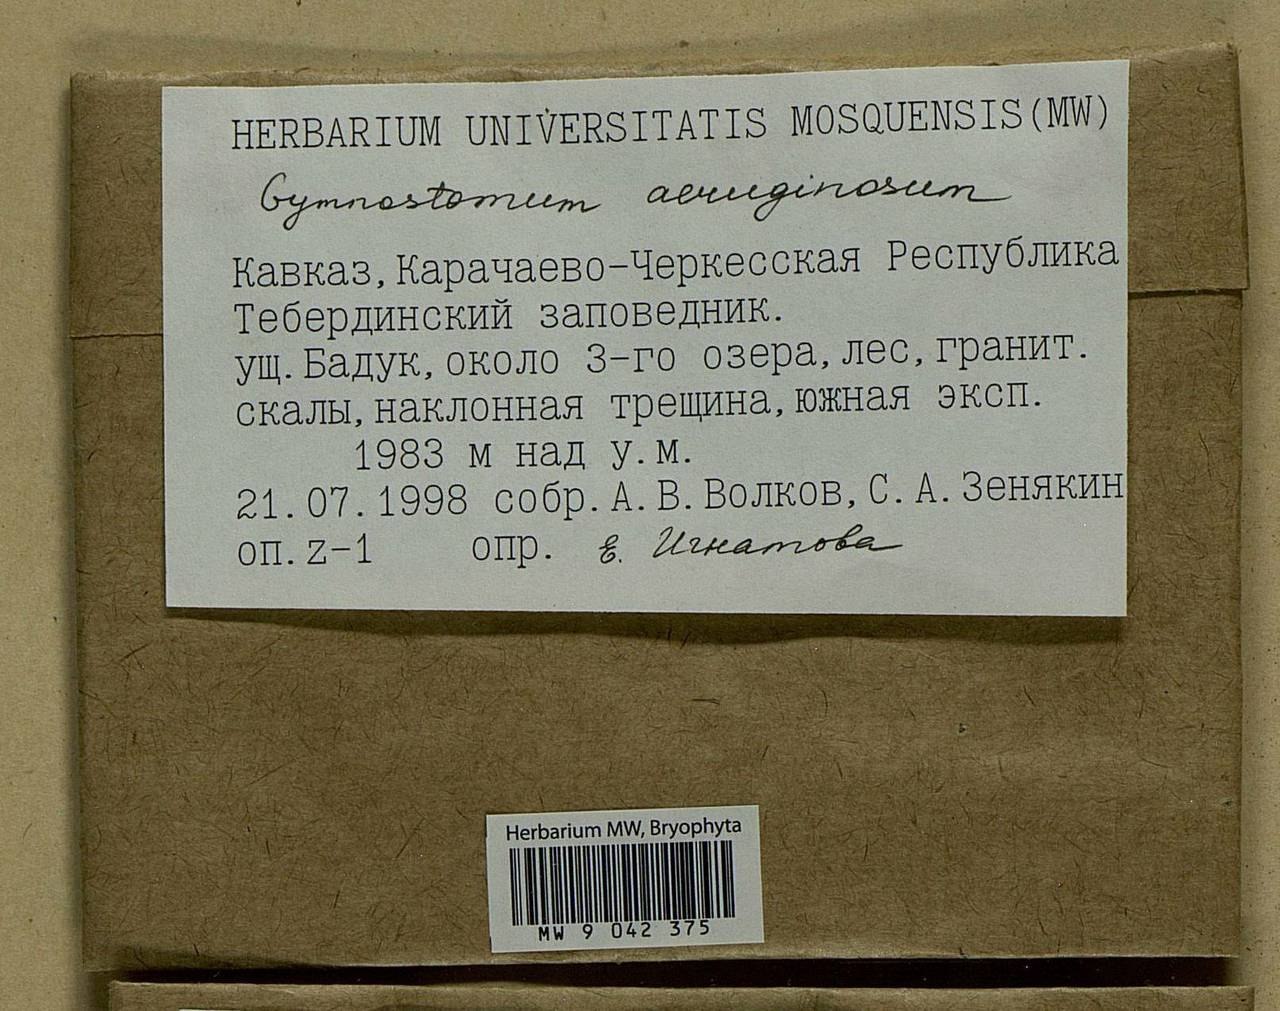 HERBARIUM UNIVERSITATIS MOSQUENSIS(MW)
Gymnostomum aeruginosum
Кавказ, Карачаево-Черкесская Республика
Тебердинский заповедник.
ущ. Бадук, около 3-го озера, лес, гранит.
скалы, наклонная трещина, южная эксп.
1983 м над у.м.
21.07.1998 собр. А.В.Волков, С.А.Зенякин
оп. z-1 опр. Е. Игнатова
Herbarium MW, Bryophyta
MW 9 042 375